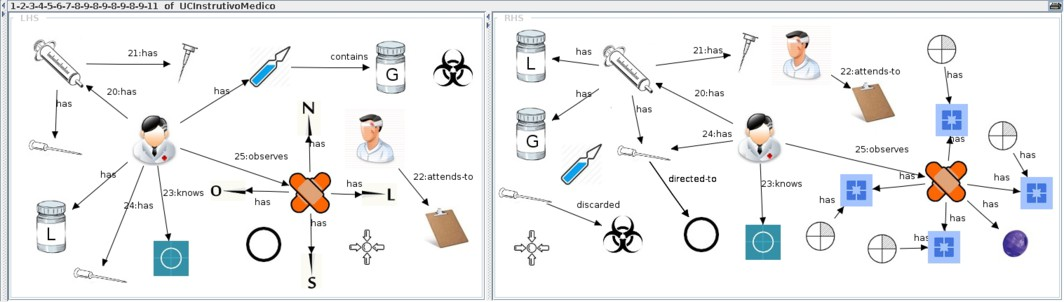 1-2-3-4-5-6-7-8-9-8-9-8-9-8-9-11 of UCInstrutivoMedico
LHS
21:has
contains
G
has
20:has
has
N
has
25:observes
has
23:knows
O
has
has
L
22:attends-to
24:has
has
L
S
RHS
L
has
21:has
22:attends-to
has
20:has
has
has
G
24:has
has
25:observes
directed-to
23:knows
has
has
has
has
has
discarded
has
has